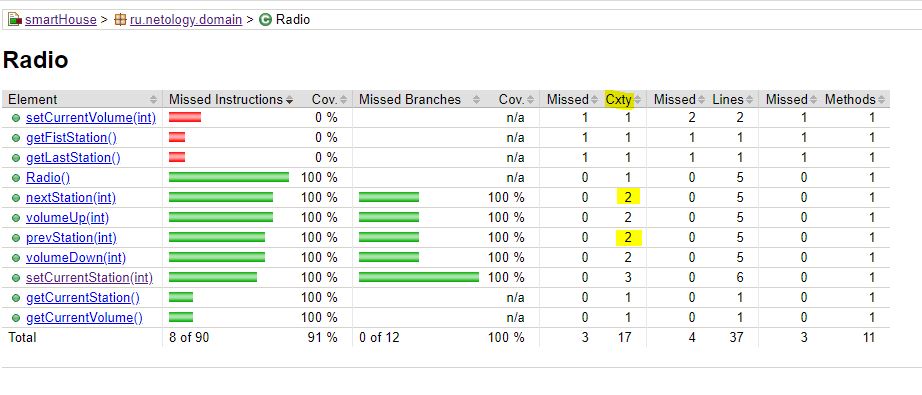 smartHouse > ru.netology.domain > Radio
Radio
Element Missed Instructions Cov. Missed Branches Cov. Missed Cxty Missed Lines Missed Methods
setCurrentVolume(int) 0 % n/a 1 1 2 2 1 1
getFistStation() 0 % n/a 1 1 1 1 1 1
getLastStation() 0 % n/a 1 1 1 1 1 1
Radio() 100 % n/a 0 1 0 5 0 1
nextStation(int) 100 % 100 % 0 2 0 5 0 1
volumeUp(int) 100 % 100 % 0 2 0 5 0 1
prevStation(int) 100 % 100 % 0 2 0 5 0 1
volumeDown(int) 100 % 100 % 0 2 0 5 0 1
setCurrentStation(int) 100 % 100 % 0 3 0 6 0 1
getCurrentStation() 100 % n/a 0 1 0 1 0 1
getCurrentVolume() 100 % n/a 0 1 0 1 0 1
Total 8 of 90 91 % 0 of 12 100 % 3 17 4 37 3 11